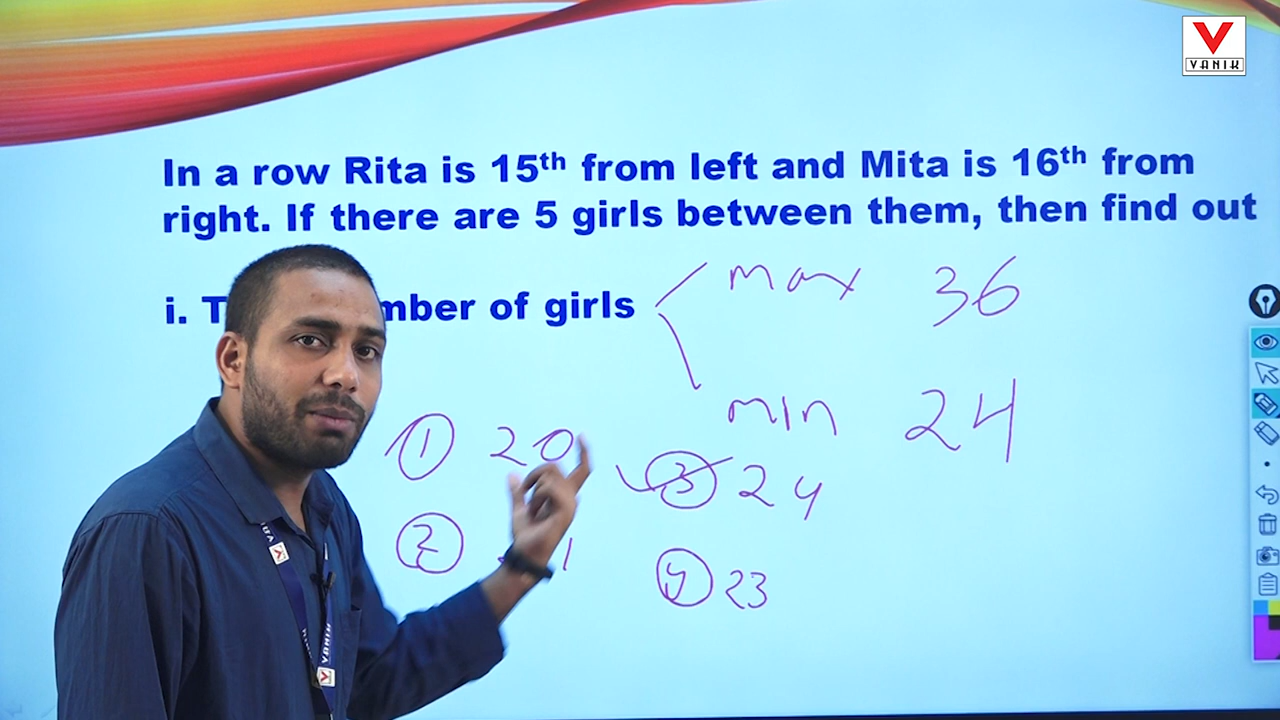 VANIK
In a row Rita is 15th from left and Mita is 16th from
right. If there are 5 girls between them, then find out
i. T mber of girls
max 36
min 24
1 20
3 24
2
4 23
VANIK